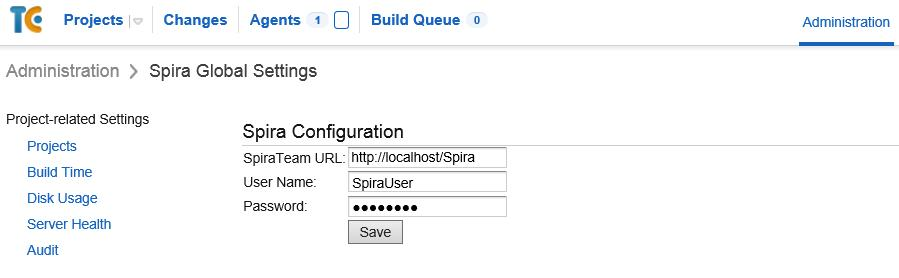 TC Projects Changes Agents 1 Build Queue 0 Administration
Administration > Spira Global Settings
Project-related Settings
Projects
Build Time
Disk Usage
Server Health
Audit
Spira Configuration
SpiraTeam URL: http://localhost/Spira
User Name: SpiraUser
Password: ●●●●●●●●
Save